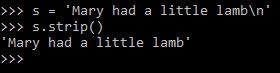 >>> s = 'Mary had a little lamb\n'
>>> s.strip()
'Mary had a little lamb'
>>>